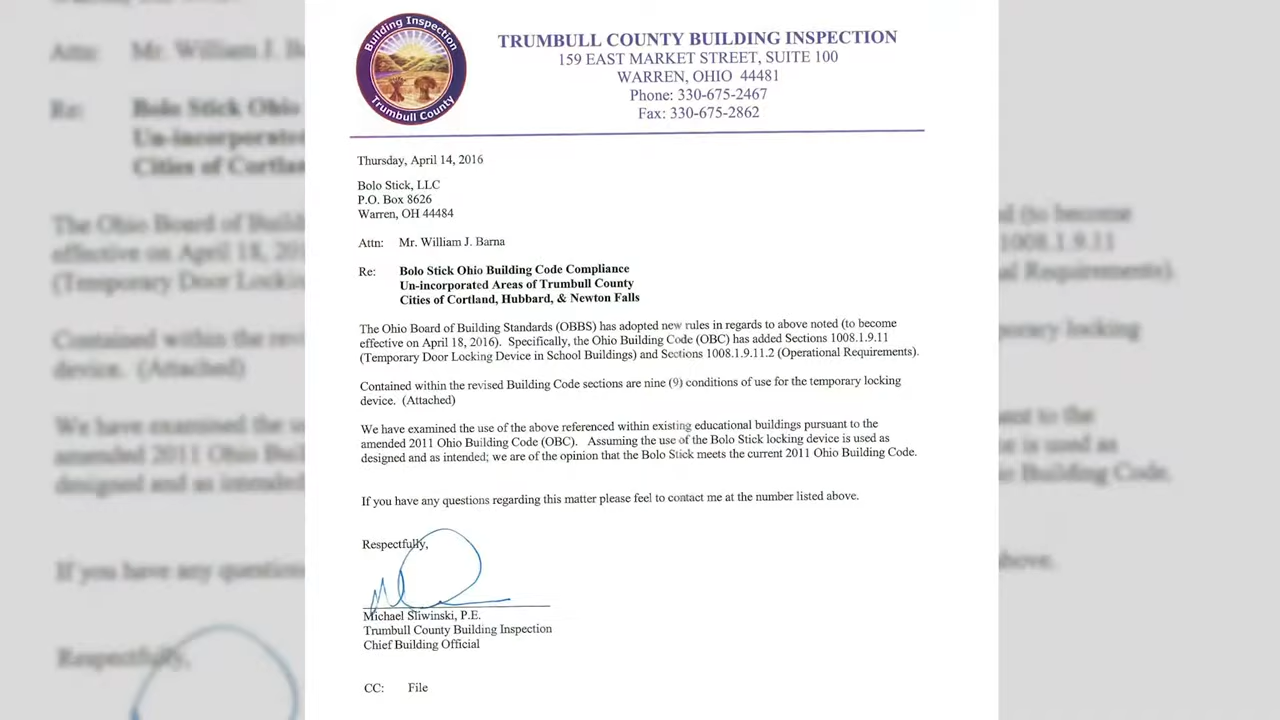 Building Inspection
Trumbull County
TRUMBULL COUNTY BUILDING INSPECTION
159 EAST MARKET STREET, SUITE 100
WARREN, OHIO 44481
Phone: 330-675-2467
Fax: 330-675-2862
Thursday, April 14, 2016
Bolo Stick, LLC
P.O. Box 8626
Warren, OH 44484
Attn: Mr. William J. Barna
Re: Bolo Stick Ohio Building Code Compliance
Un-incorporated Areas of Trumbull County
Cities of Cortland, Hubbard, & Newton Falls
The Ohio Board of Building Standards (OBBS) has adopted new rules in regards to above noted (to become
effective on April 18, 2016). Specifically, the Ohio Building Code (OBC) has added Sections 1008.1.9.11
(Temporary Door Locking Device in School Buildings) and Sections 1008.1.9.11.2 (Operational Requirements).
Contained within the revised Building Code sections are nine (9) conditions of use for the temporary locking
device. (Attached)
We have examined the use of the above referenced within existing educational buildings pursuant to the
amended 2011 Ohio Building Code (OBC). Assuming the use of the Bolo Stick locking device is used as
designed and as intended; we are of the opinion that the Bolo Stick meets the current 2011 Ohio Building Code.
If you have any questions regarding this matter please feel to contact me at the number listed above.
Respectfully,
Michael Sliwinski, P.E.
Trumbull County Building Inspection
Chief Building Official
CC: File